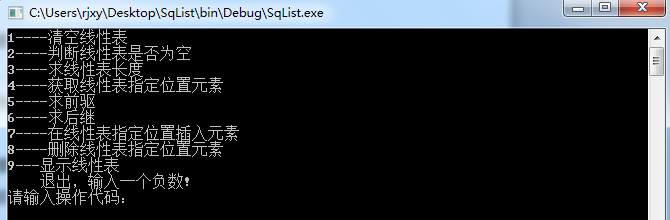 C:\Users\rjxy\Desktop\SqList\bin\Debug\SqList.exe
1----清空线性表
2----判断线性表是否为空
3----求线性表长度
4----获取线性表指定位置元素
5----求前驱
6----求后继
7----在线性表指定位置插入元素
8----删除线性表指定位置元素
9---显示线性表
退出，输入一个负数!
请输入操作代码：